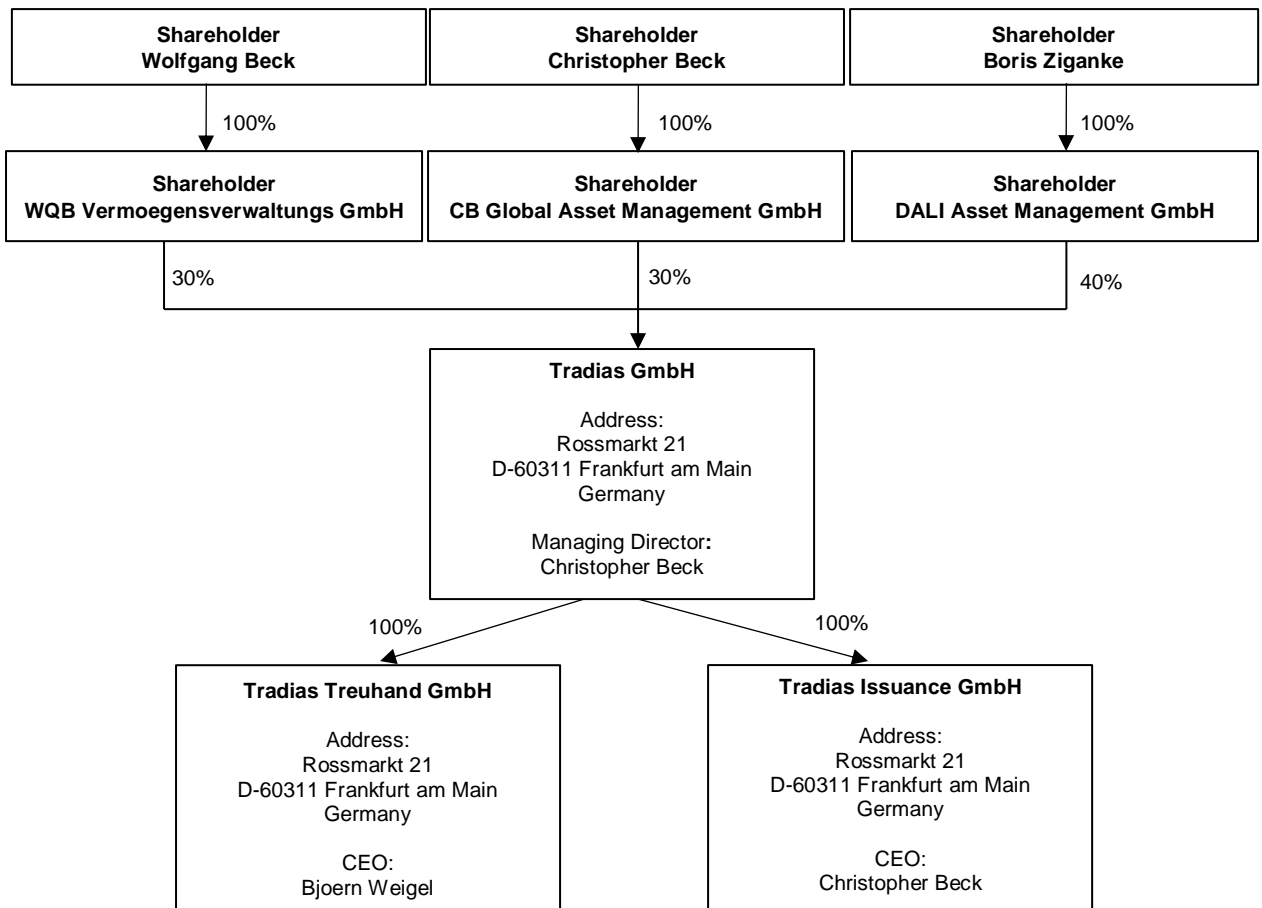 Shareholder
Wolfgang Beck
Shareholder
Christopher Beck
Shareholder
Boris Ziganke
100%
100%
100%
Shareholder
WQB Vermoegensverwaltungs GmbH
Shareholder
CB Global Asset Management GmbH
Shareholder
DALI Asset Management GmbH
30%
30%
40%
Tradias GmbH
Address:
Rossmarkt 21
D-60311 Frankfurt am Main
Germany
Managing Director:
Christopher Beck
100%
100%
Tradias Treuhand GmbH
Address:
Rossmarkt 21
D-60311 Frankfurt am Main
Germany
CEO:
Bjoern Weigel
Tradias Issuance GmbH
Address:
Rossmarkt 21
D-60311 Frankfurt am Main
Germany
CEO:
Christopher Beck